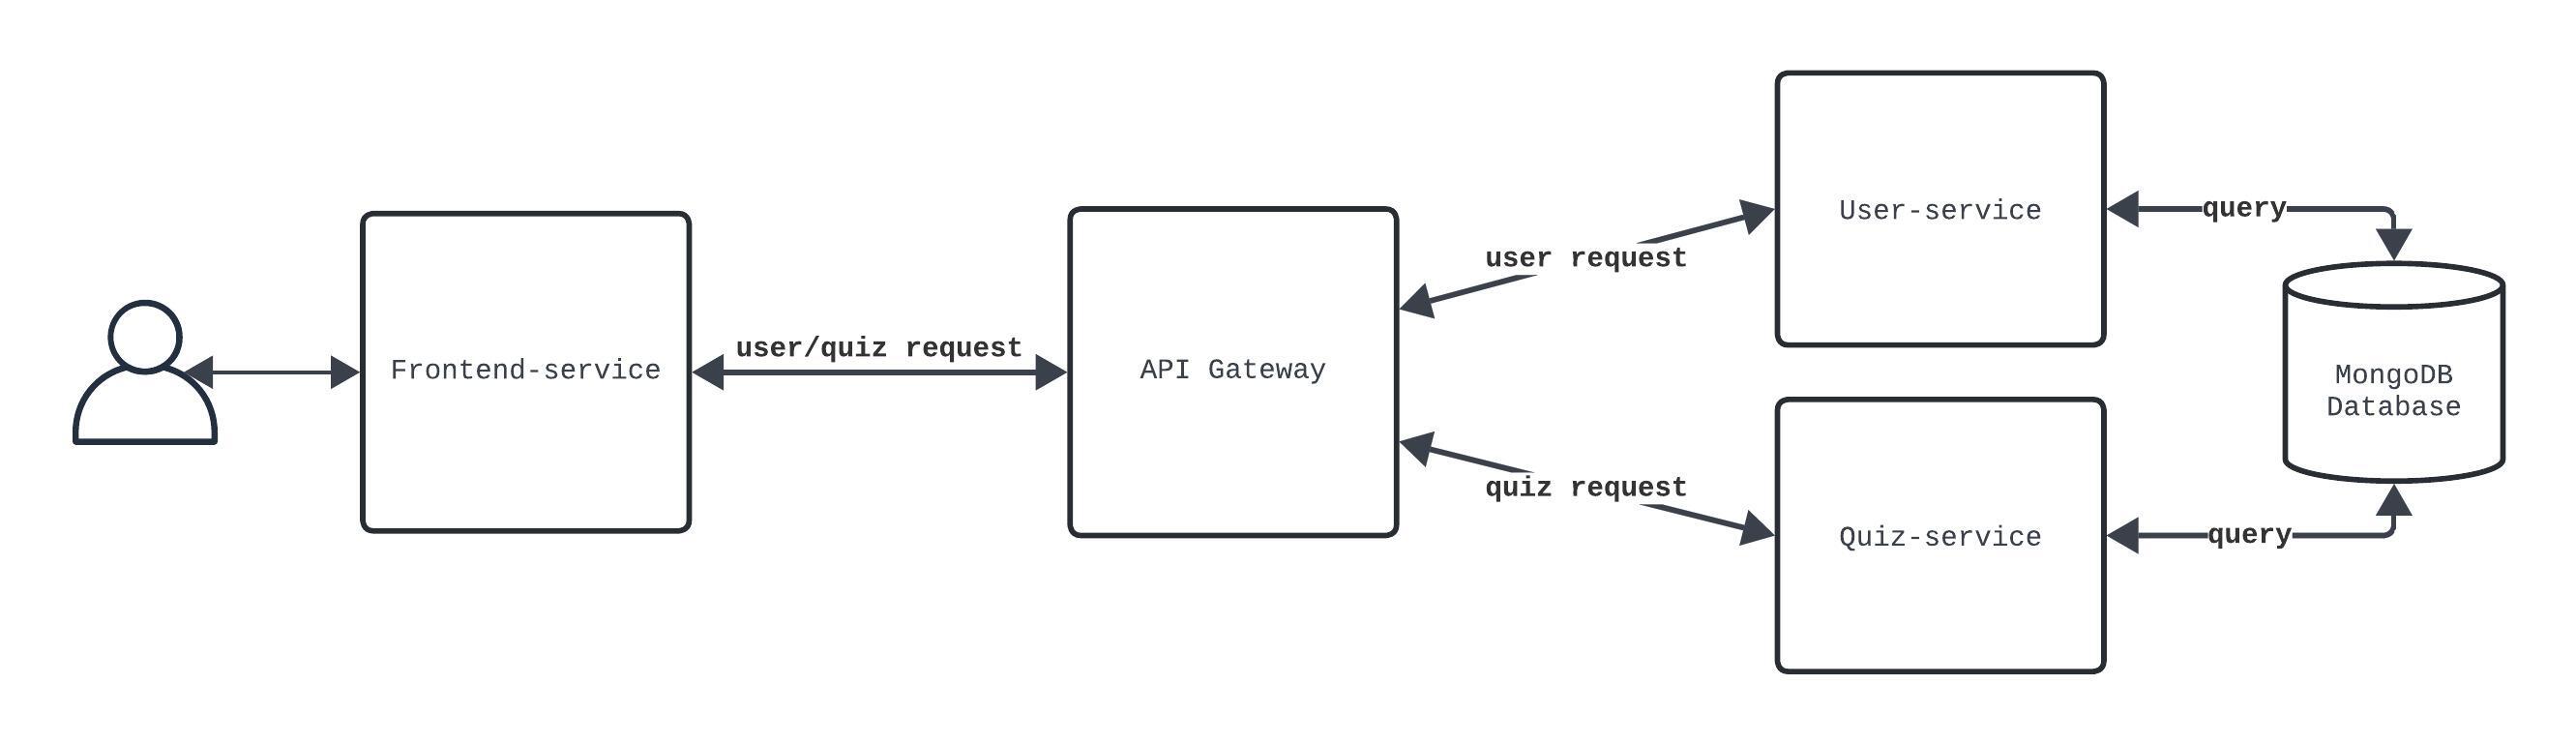 Frontend-service
user/quiz request
API Gateway
user request
quiz request
User-service
Quiz-service
query
query
MongoDB
Database